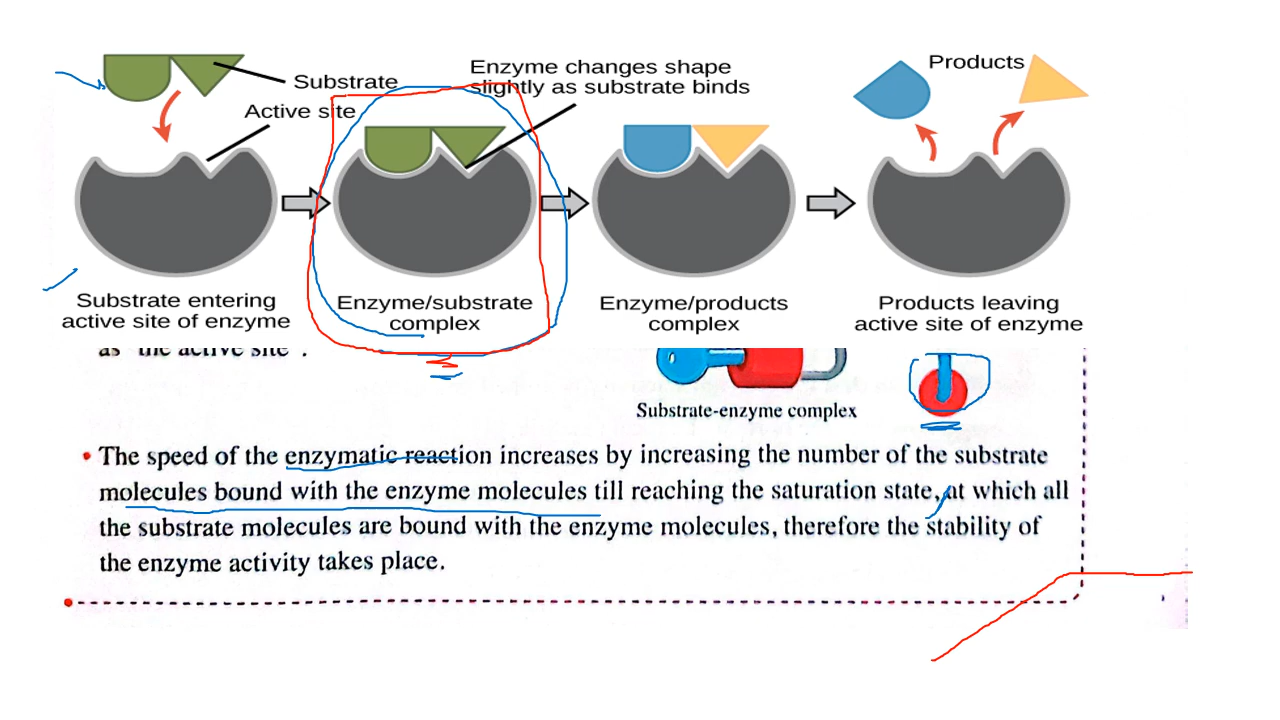 Substrate
Active site
Enzyme changes shape
slightly as substrate binds
Products
Substrate entering
active site of enzyme
Enzyme/substrate
complex
Enzyme/products
complex
Products leaving
active site of enzyme
as "the active site".
Substrate-enzyme complex
• The speed of the enzymatic reaction increases by increasing the number of the substrate
molecules bound with the enzyme molecules till reaching the saturation state, at which all
the substrate molecules are bound with the enzyme molecules, therefore the stability of
the enzyme activity takes place.